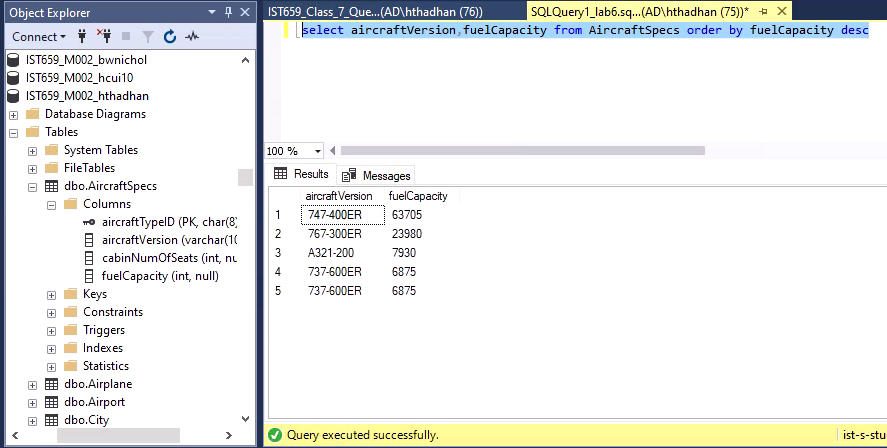 Object Explorer
Connect
IST659_M002_bwnichol
IST659_M002_hcui10
IST659_M002_hthadhan
Database Diagrams
Tables
System Tables
FileTables
dbo.AircraftSpecs
Columns
aircraftTypeID (PK, char(8)
aircraftVersion (varchar(10
cabinNumOfSeats (int, nu
fuelCapacity (int, null)
Keys
Constraints
Triggers
Indexes
Statistics
dbo.Airplane
dbo.Airport
dbo.City
IST659_Class_7_Que...(AD\hthadhan (76))
SQLQuery1_lab6.sq...(AD\hthadhan (75))*
select aircraftVersion,fuelCapacity from AircraftSpecs order by fuelCapacity desc
100 %
Results Messages
aircraftVersion fuelCapacity
1 747-400ER 63705
2 767-300ER 23980
3 A321-200 7930
4 737-600ER 6875
5 737-600ER 6875
Query executed successfully. ist-s-stu